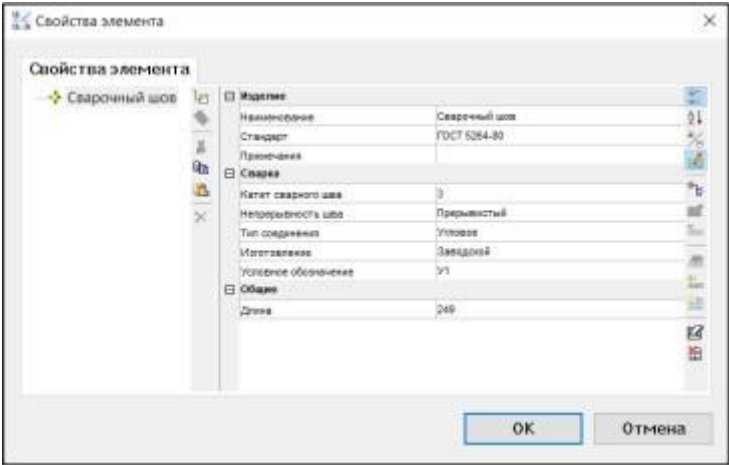 Свойства элемента
Свойства элемента
Сварочный шов
Изделие
Наименование Сварочный шов
Стандарт ГОСТ 5264-80
Примечания
Сварка
Катет сварного шва 3
Непрерывность шва Прерывистый
Тип соединения Угловое
Изготовление Заводской
Условное обозначение У1
Общие
Длина 249
ОК Отмена